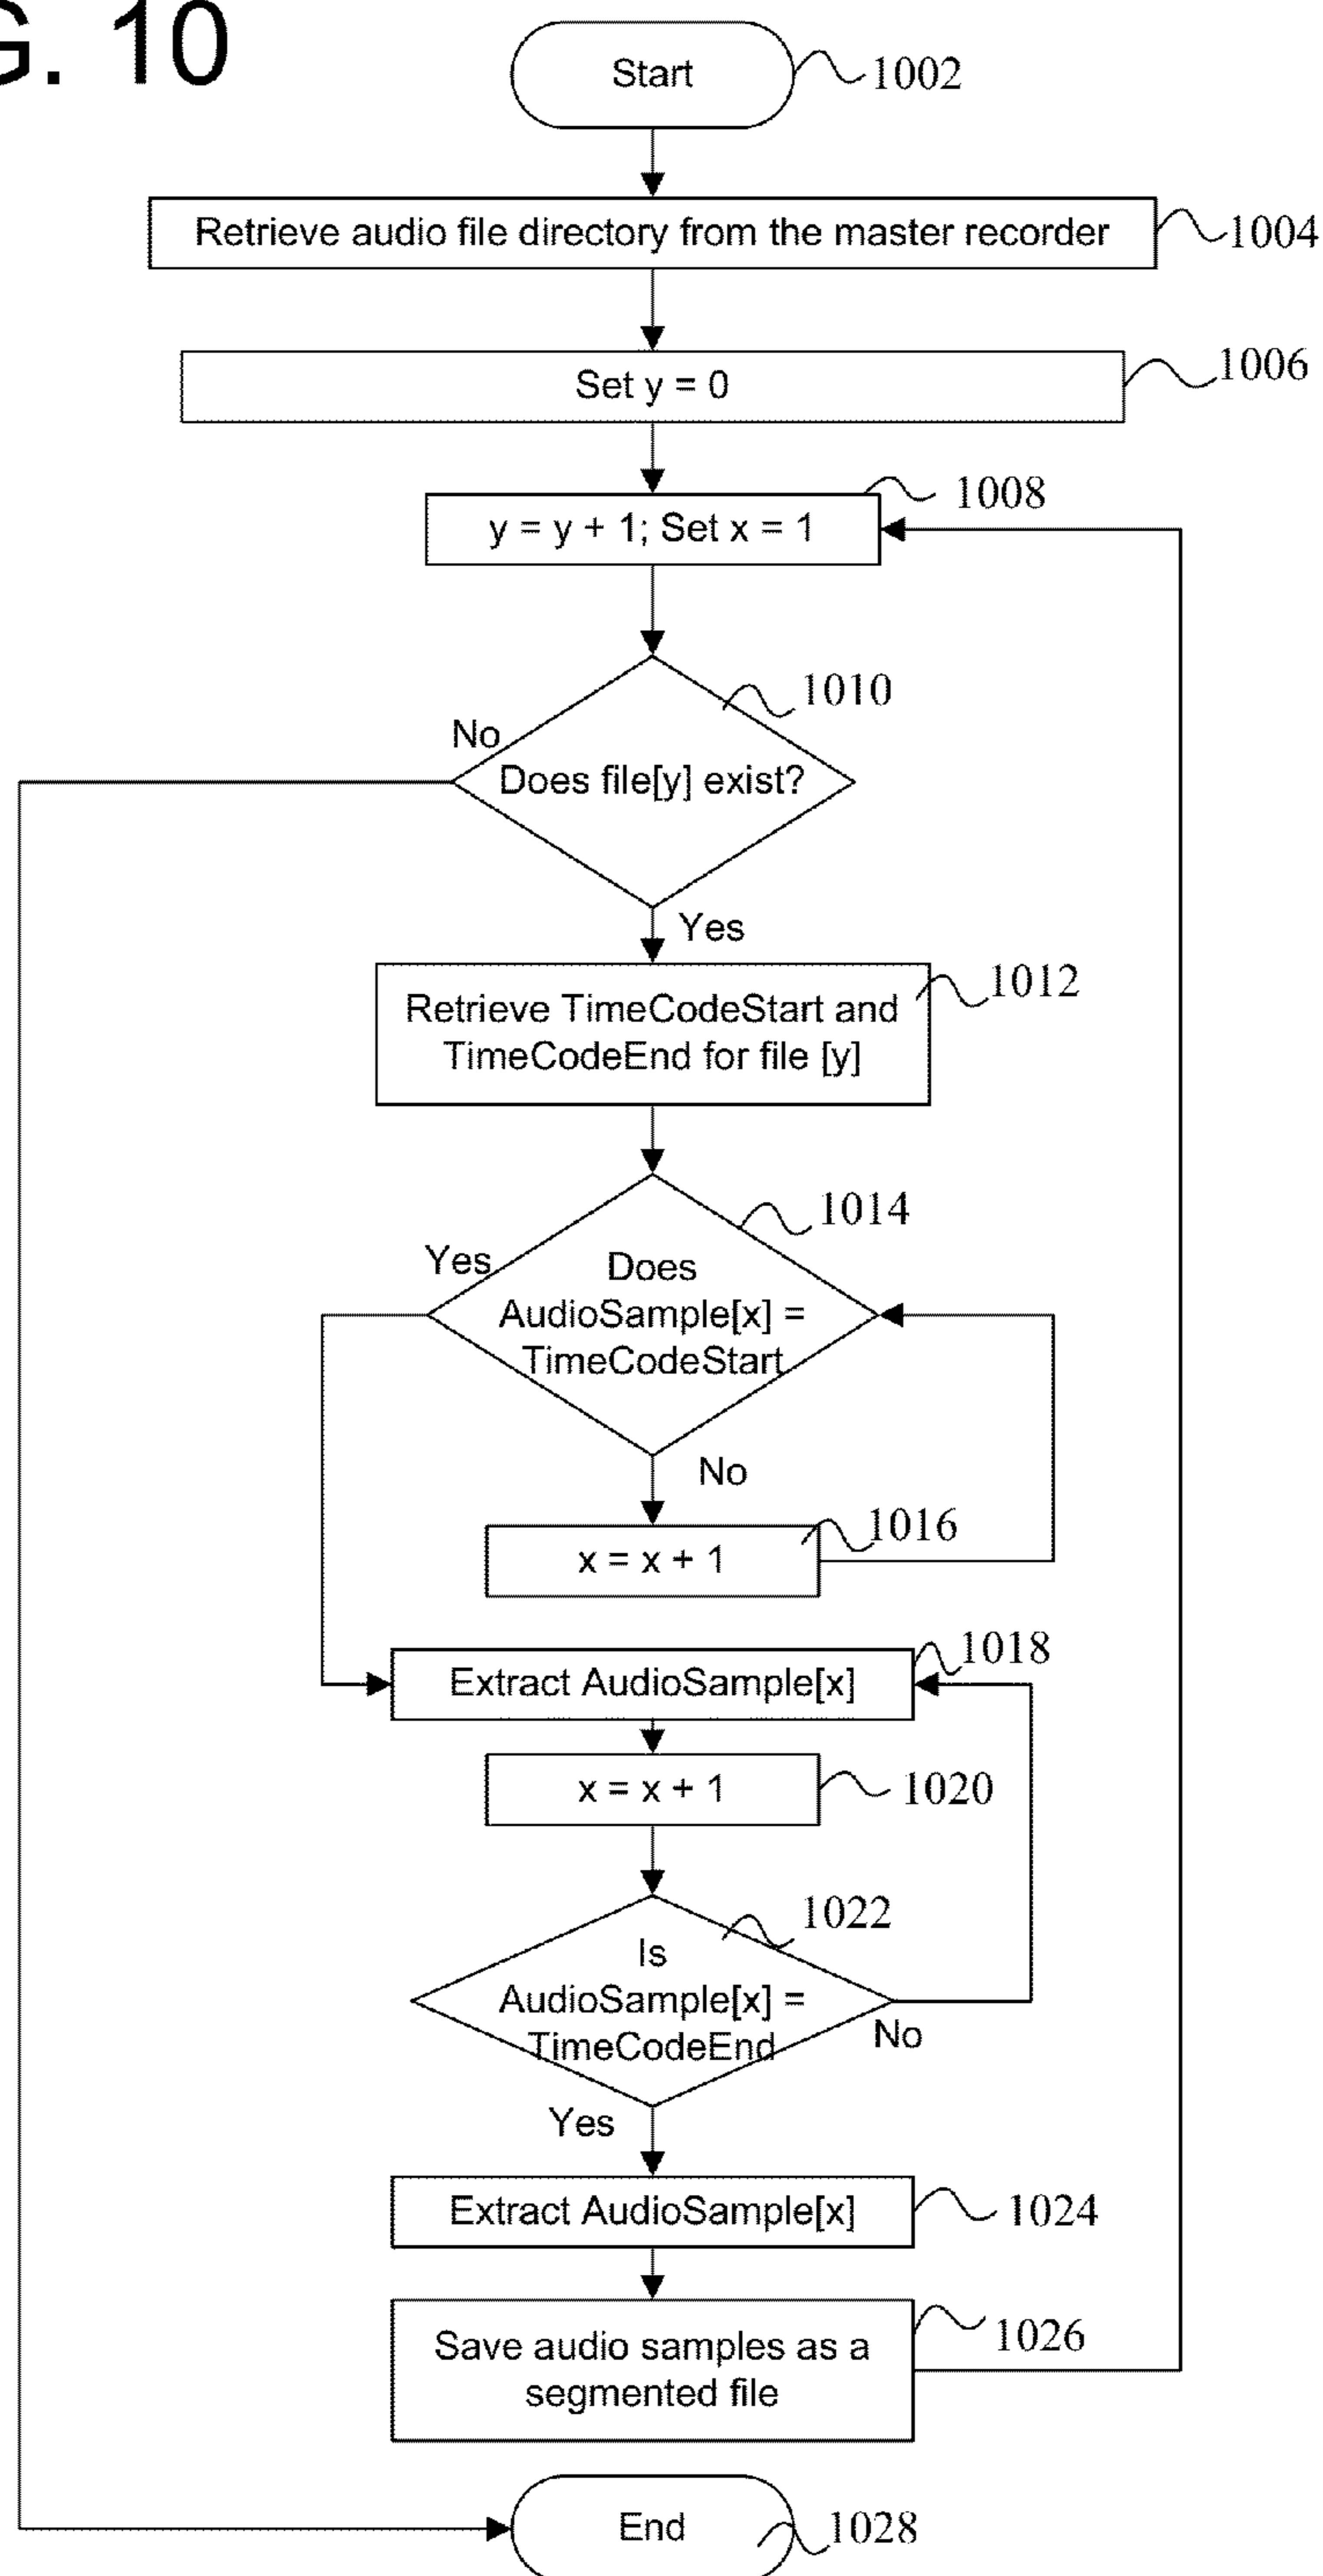 G. 10
Start
1002
Retrieve audio file directory from the master recorder
1004
Set y = 0
1006
y = y + 1; Set x = 1
1008
1010
No
Does file[y] exist?
Yes
Retrieve TimeCodeStart and
TimeCodeEnd for file [y]
1012
1014
Yes
Does
AudioSample[x] =
TimeCodeStart
No
x = x + 1
1016
Extract AudioSample[x]
1018
x = x + 1
1020
1022
Is
AudioSample[x] =
TimeCodeEnd
No
Yes
Extract AudioSample[x]
1024
Save audio samples as a
segmented file
1026
End
1028